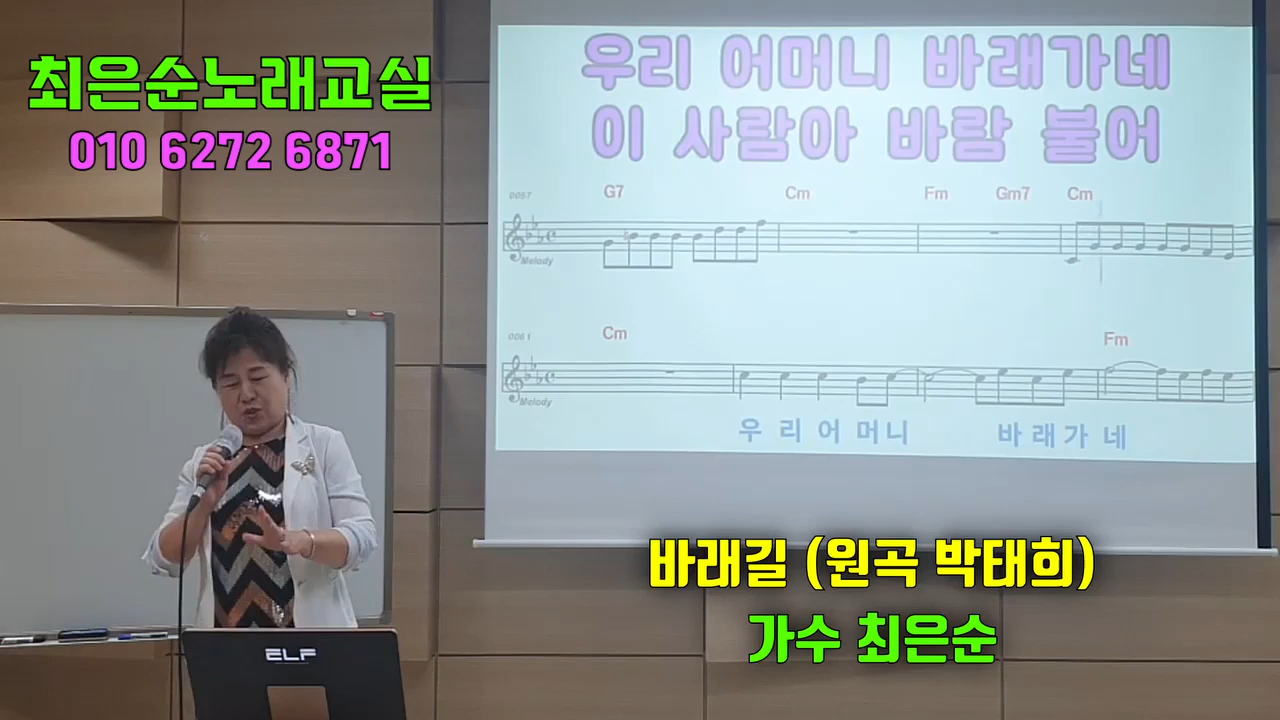 최은순노래교실
010 6272 6871
우리 어머니 바래가네
이 사람아 바람 불어
0057
G7 Cm Fm Gm7 Cm
Melody
0061
Cm Fm
Melody
우 리 어 머니 바 래 가 네
바래길 (원곡 박태희)
가수 최은순
ELF